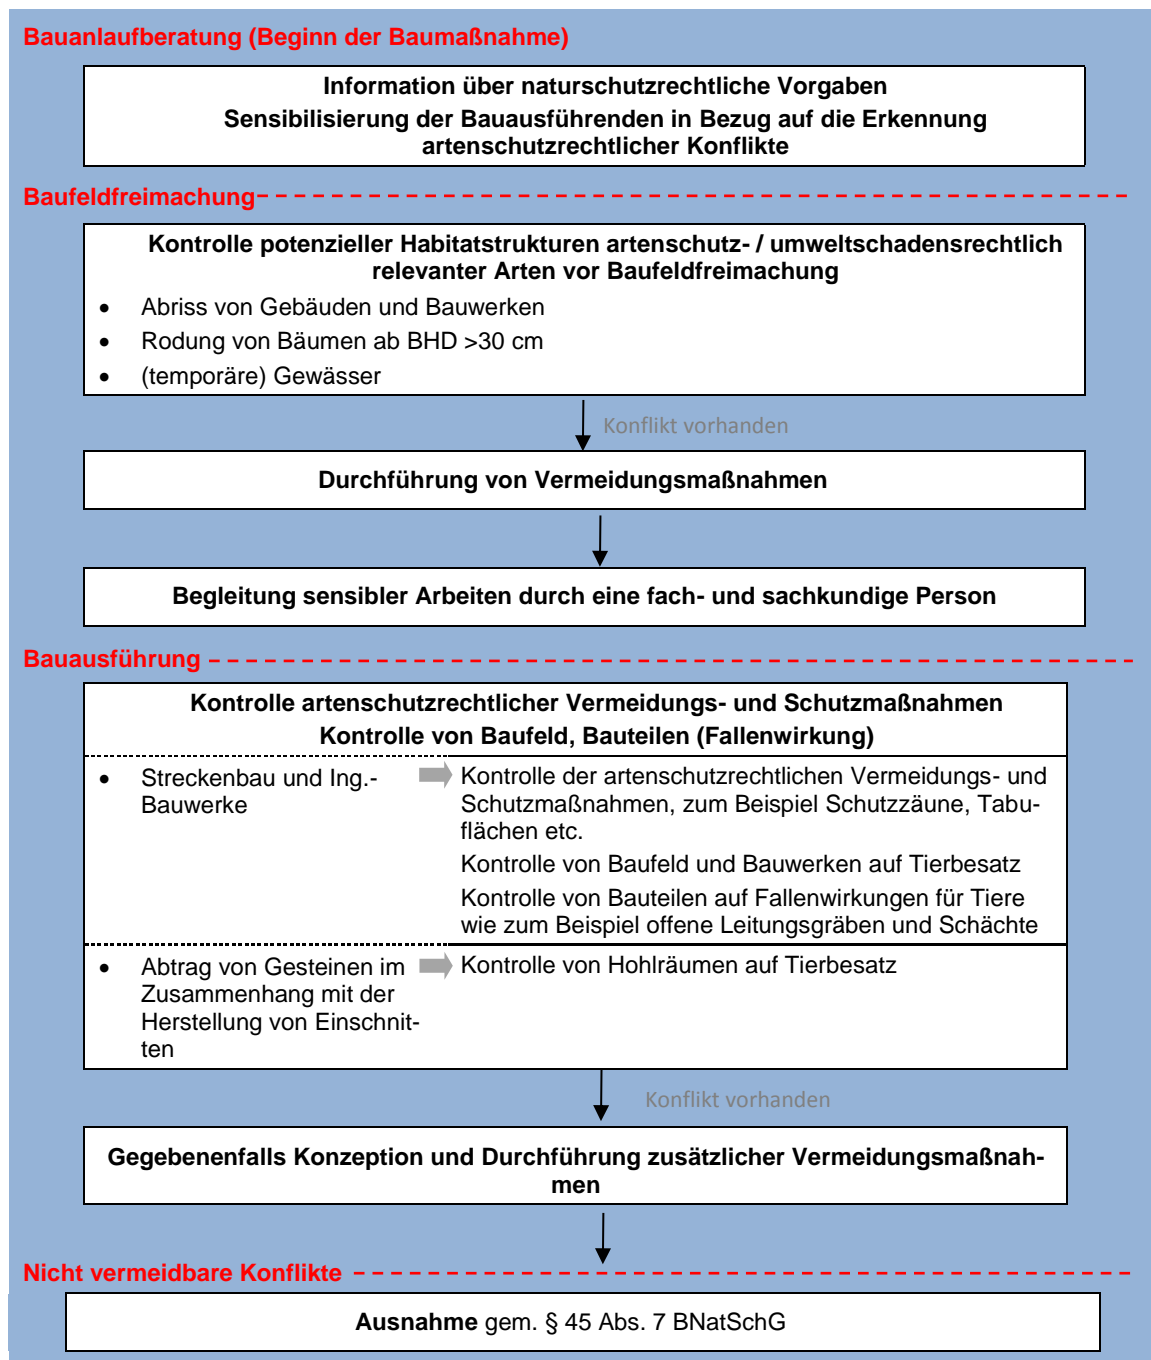 Bauanlaufberatung (Beginn der Baumaßnahme)
Information über naturschutzrechtliche Vorgaben
Sensibilisierung der Bauausführenden in Bezug auf die Erkennung
artenschutzrechtlicher Konflikte
Baufeldfreimachung
Kontrolle potenzieller Habitatstrukturen artenschutz- / umweltschadensrechtlich
relevanter Arten vor Baufeldfreimachung
• Abriss von Gebäuden und Bauwerken
• Rodung von Bäumen ab BHD >30 cm
• (temporäre) Gewässer
Konflikt vorhanden
Durchführung von Vermeidungsmaßnahmen
Begleitung sensibler Arbeiten durch eine fach- und sachkundige Person
Bauausführung
Kontrolle artenschutzrechtlicher Vermeidungs- und Schutzmaßnahmen
Kontrolle von Baufeld, Bauteilen (Fallenwirkung)
• Streckenbau und Ing.-
Bauwerke
Kontrolle der artenschutzrechtlichen Vermeidungs- und
Schutzmaßnahmen, zum Beispiel Schutzzäune, Tabu-
flächen etc.
Kontrolle von Baufeld und Bauwerken auf Tierbesatz
Kontrolle von Bauteilen auf Fallenwirkungen für Tiere
wie zum Beispiel offene Leitungsgräben und Schächte
• Abtrag von Gesteinen im
Zusammenhang mit der
Herstellung von Einschnit-
ten
Kontrolle von Hohlräumen auf Tierbesatz
Konflikt vorhanden
Gegebenenfalls Konzeption und Durchführung zusätzlicher Vermeidungsmaßnah-
men
Nicht vermeidbare Konflikte
Ausnahme gem. § 45 Abs. 7 BNatSchG